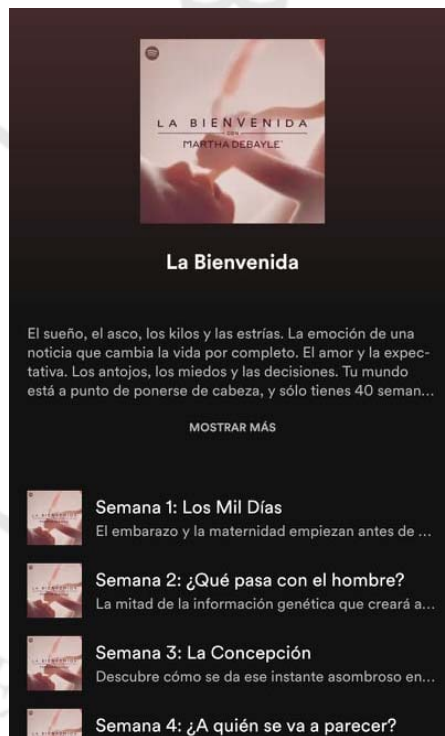 LA BIENVENIDA
CON
MARTHA DEBAYLE
La Bienvenida
El sueño, el asco, los kilos y las estrías. La emoción de una
noticia que cambia la vida por completo. El amor y la expec-
tativa. Los antojos, los miedos y las decisiones. Tu mundo
está a punto de ponerse de cabeza, y sólo tienes 40 seman...
MOSTRAR MÁS
Semana 1: Los Mil Días
El embarazo y la maternidad empiezan antes de ...
Semana 2: ¿Qué pasa con el hombre?
La mitad de la información genética que creará a...
Semana 3: La Concepción
Descubre cómo se da ese instante asombroso en...
Semana 4: ¿A quién se va a parecer?